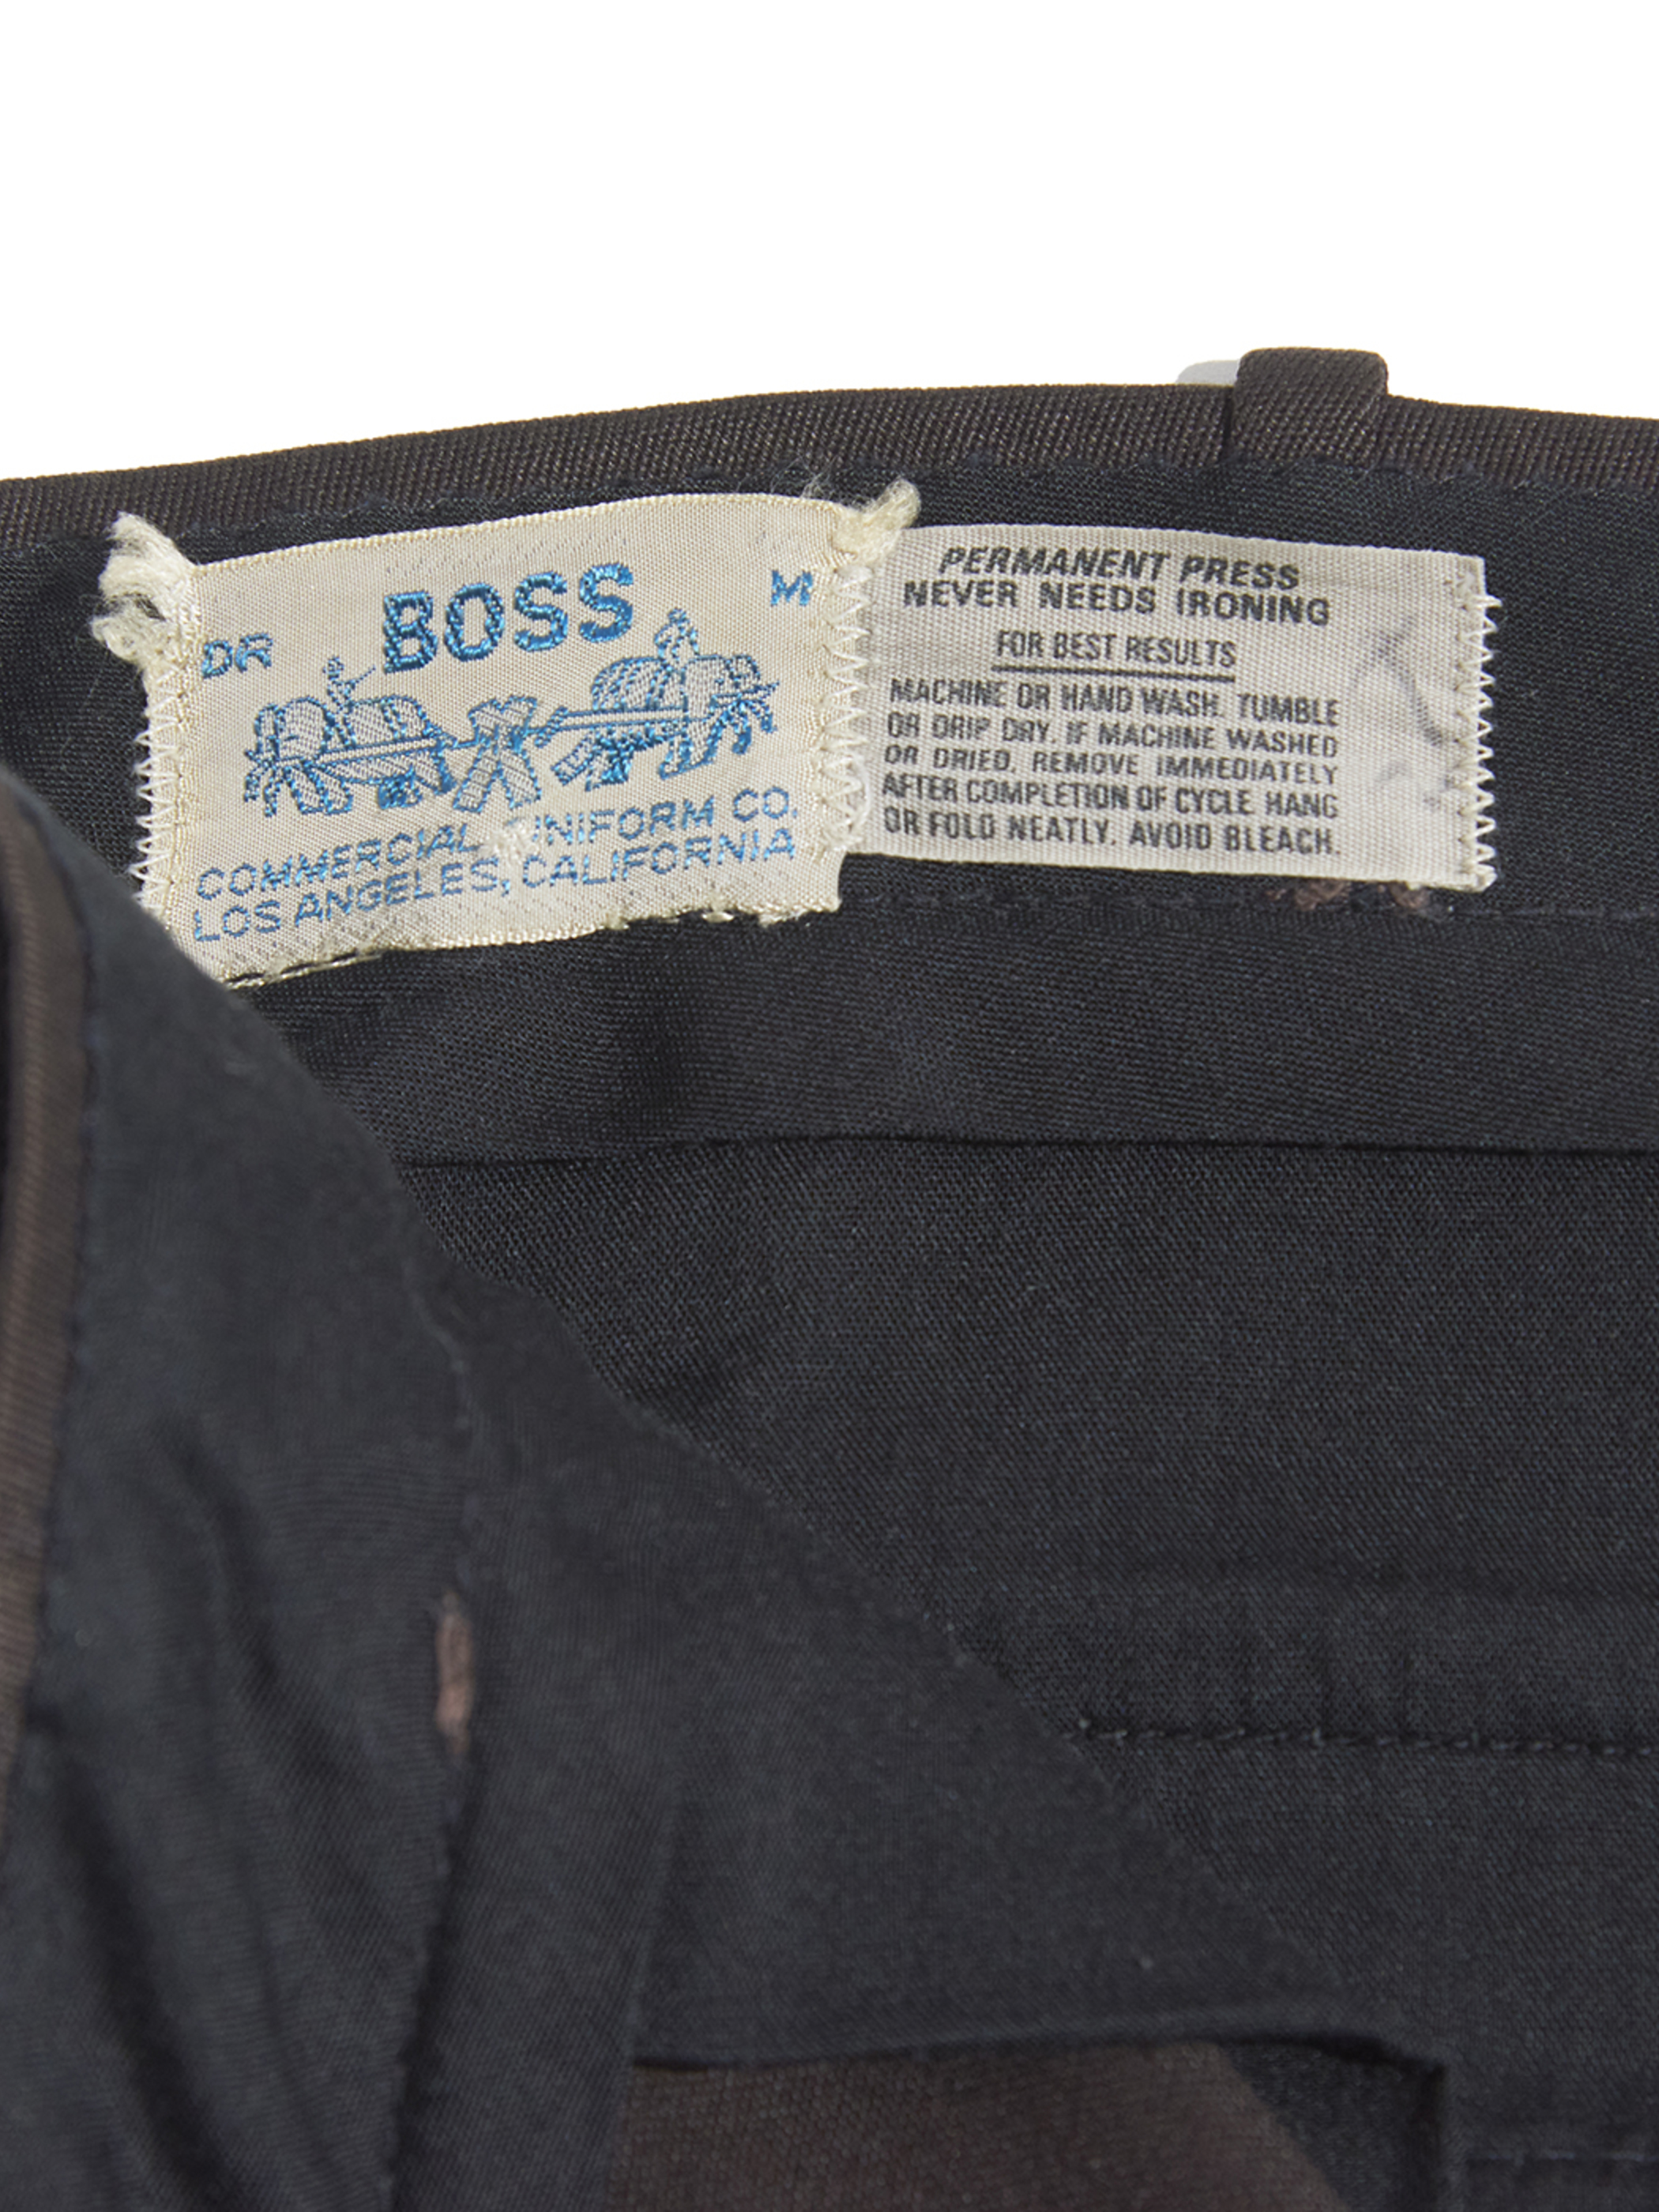 DR BOSS M
COMMERCIAL UNIFORM CO.
LOS ANGELES, CALIFORNIA
PERMANENT PRESS
NEVER NEEDS IRONING
FOR BEST RESULTS
MACHINE OR HAND WASH. TUMBLE
OR DRIP DRY. IF MACHINE WASHED
OR DRIED, REMOVE IMMEDIATELY
AFTER COMPLETION OF CYCLE. HANG
OR FOLD NEATLY. AVOID BLEACH.